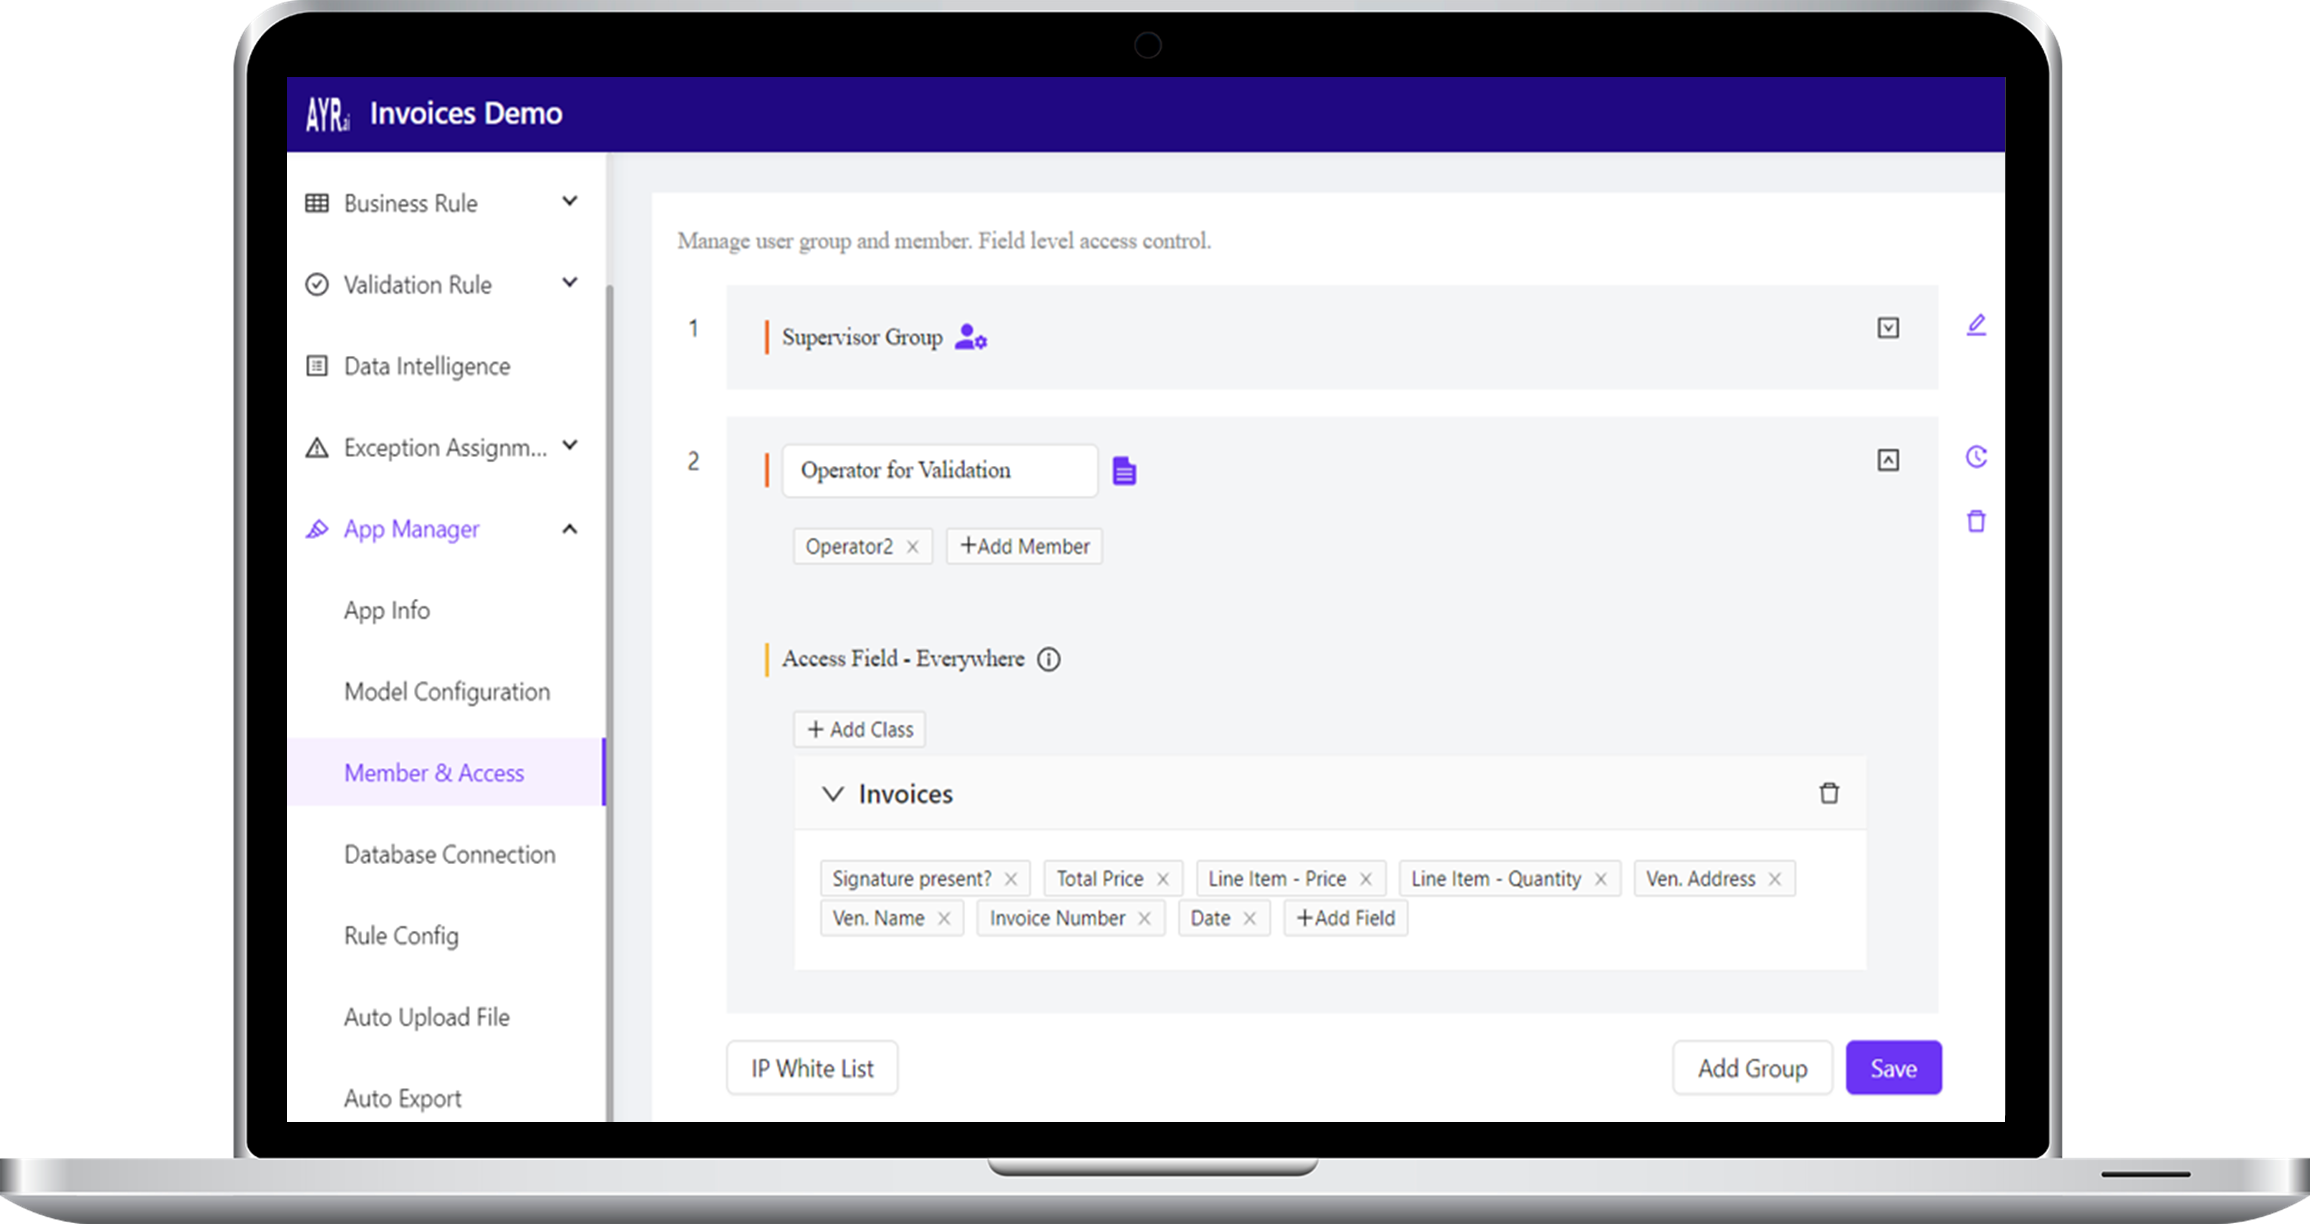 AYR.ai Invoices Demo
Business Rule
Validation Rule
Data Intelligence
Exception Assignm...
App Manager
App Info
Model Configuration
Member & Access
Database Connection
Rule Config
Auto Upload File
Auto Export
Manage user group and member. Field level access control.
1 Supervisor Group
2 Operator for Validation
Operator2 × +Add Member
Access Field - Everywhere
+ Add Class
Invoices
Signature present? × Total Price × Line Item - Price × Line Item - Quantity × Ven. Address ×
Ven. Name × Invoice Number × Date × +Add Field
IP White List Add Group Save